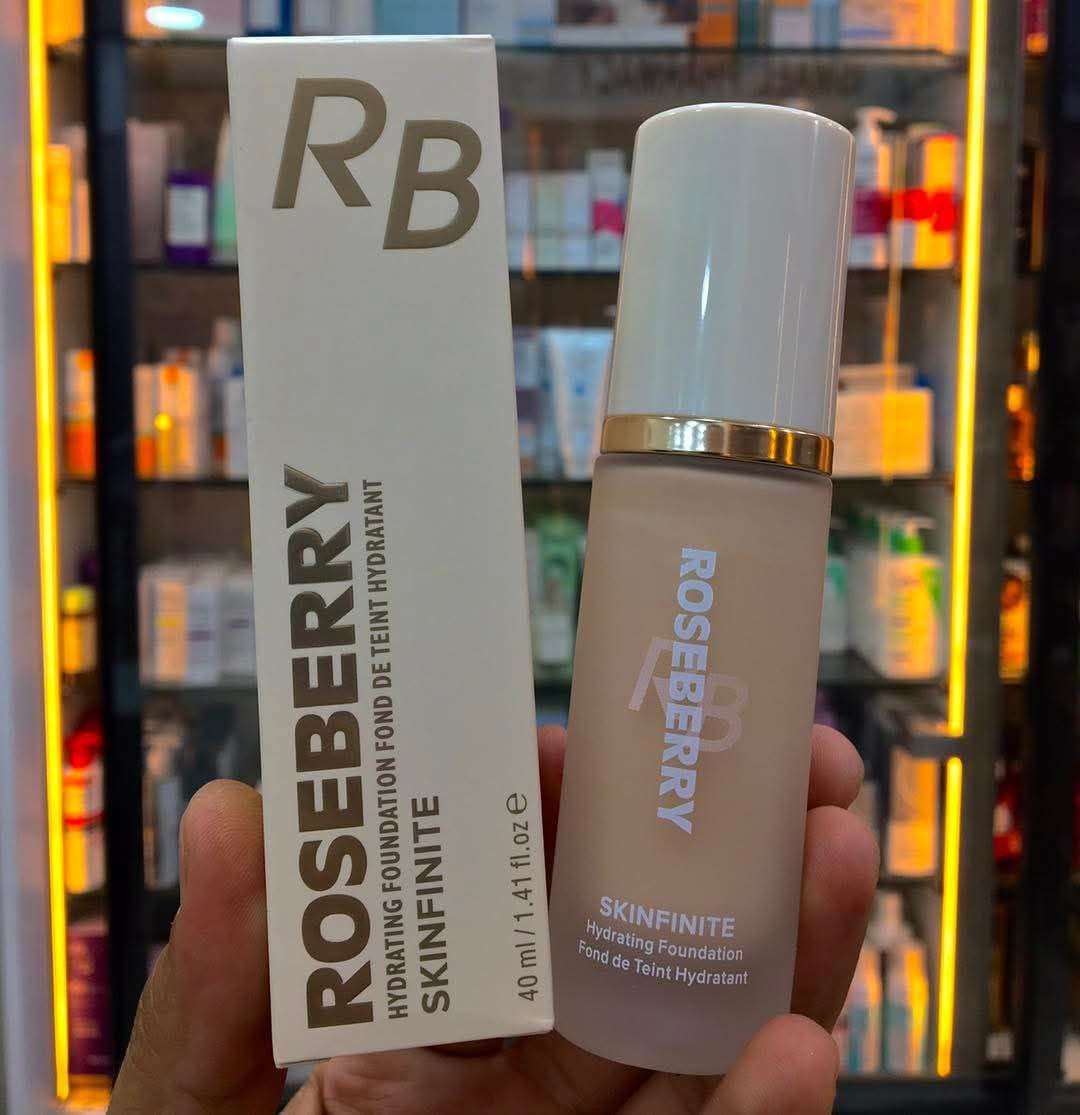 RB
ROSEBERRY
HYDRATING FOUNDATION FOND DE TEINT HYDRATANT
SKINFINITE
40 ml / 1.41 fl.oz e
ROSEBERRY
RB
SKINFINITE
Hydrating Foundation
Fond de Teint Hydratant